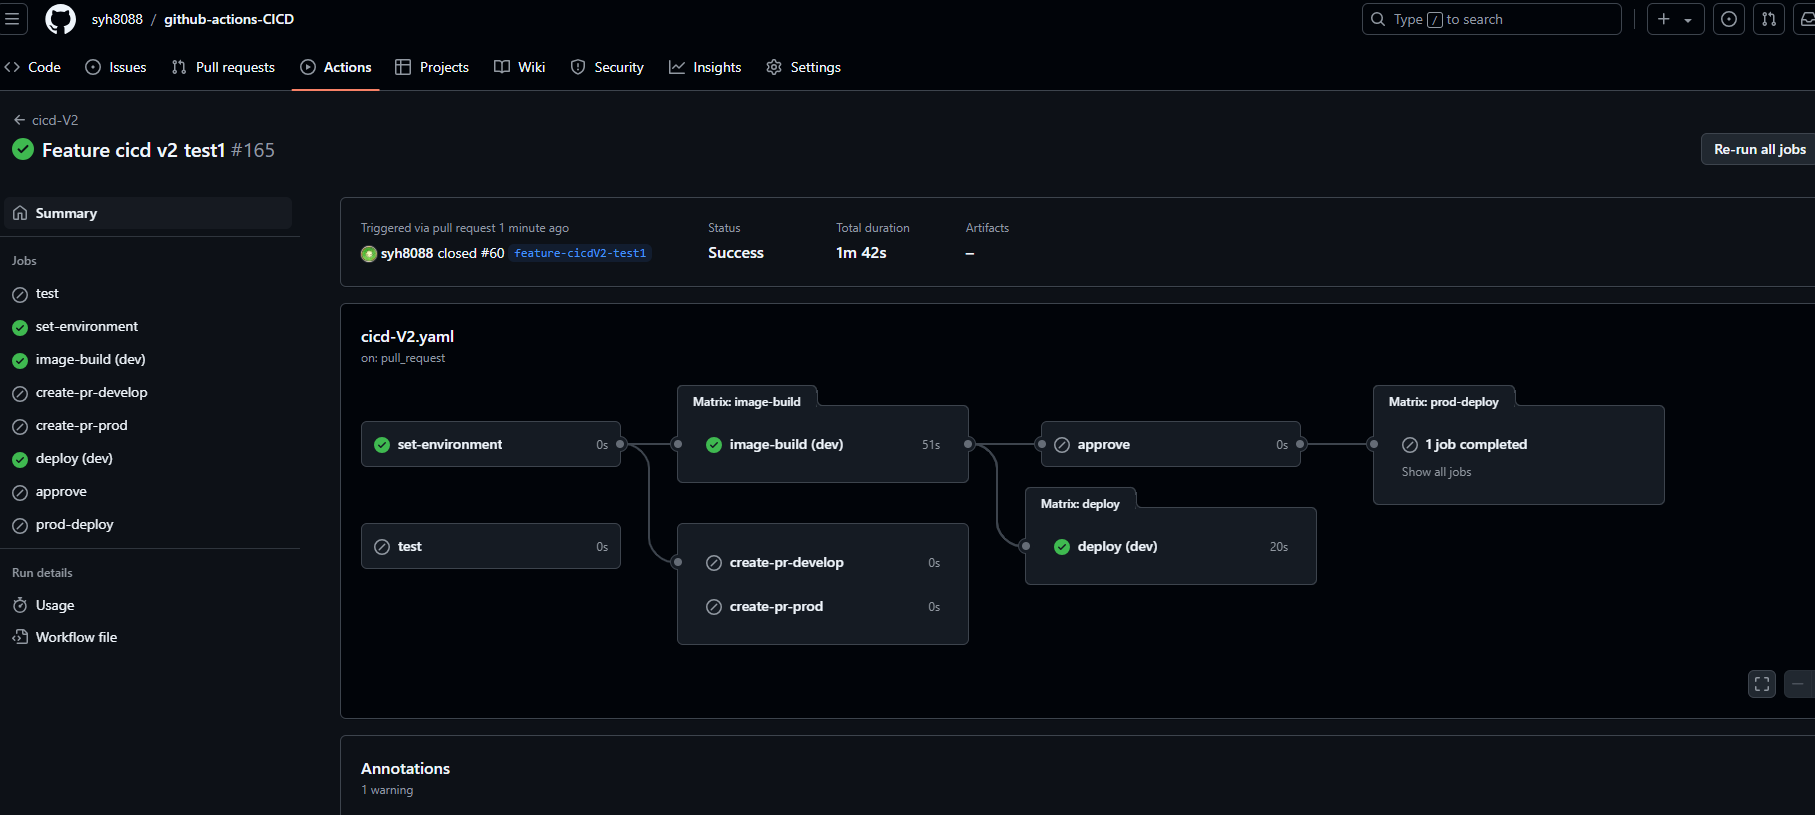 syh8088 / github-actions-CICD
Type / to search
Code Issues Pull requests Actions Projects Wiki Security Insights Settings
cicd-V2
Feature cicd v2 test1 #165
Re-run all jobs
Summary
Jobs
test
set-environment
image-build (dev)
create-pr-develop
create-pr-prod
deploy (dev)
approve
prod-deploy
Run details
Usage
Workflow file
Triggered via pull request 1 minute ago
syh8088 closed #60 feature-cicdV2-test1
Status
Success
Total duration
1m 42s
Artifacts
–
cicd-V2.yaml
on: pull_request
set-environment 0s
test 0s
Matrix: image-build
image-build (dev) 51s
create-pr-develop 0s
create-pr-prod 0s
approve 0s
Matrix: deploy
deploy (dev) 20s
Matrix: prod-deploy
1 job completed
Show all jobs
Annotations
1 warning